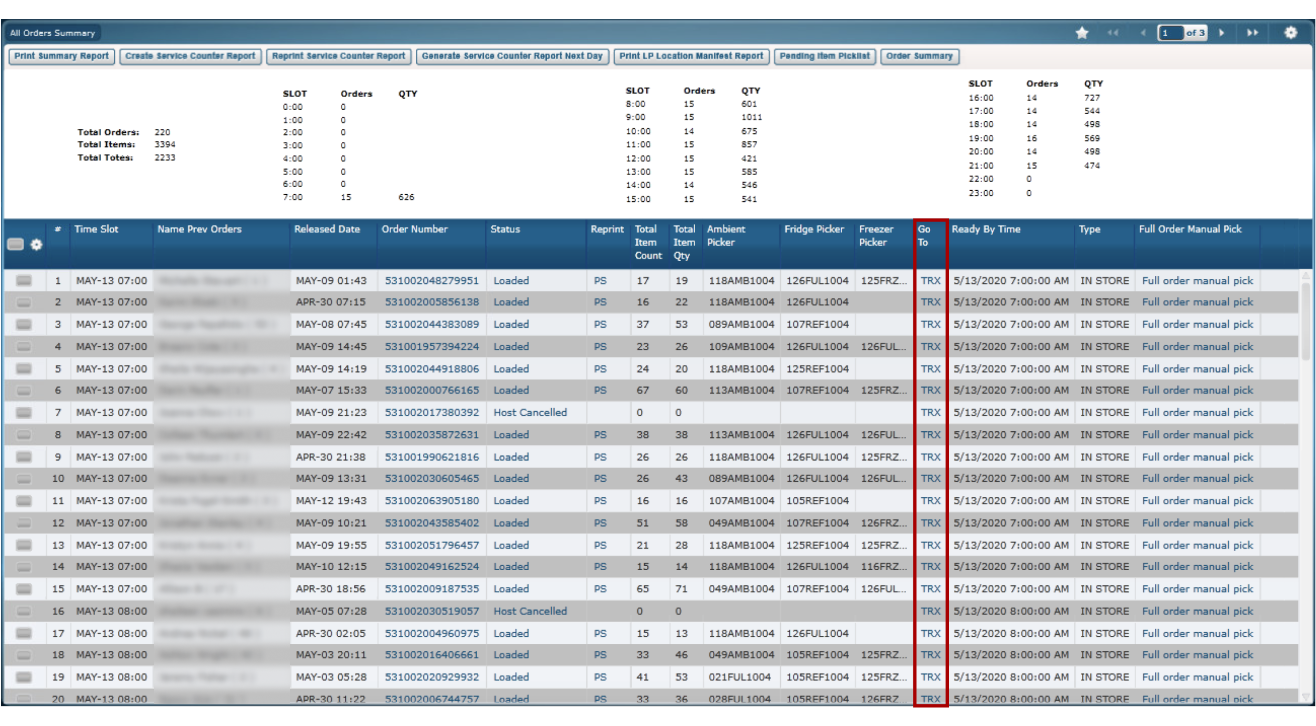 All Orders Summary 1 of 3
Print Summary Report Create Service Counter Report Reprint Service Counter Report Generate Service Counter Report Next Day Print LP Location Manifest Report Pending Item Picklist Order Summary
Total Orders: 220
Total Items: 3394
Total Totes: 2233
SLOT Orders QTY
0:00 0
1:00 0
2:00 0
3:00 0
4:00 0
5:00 0
6:00 0
7:00 15 626
SLOT Orders QTY
8:00 15 601
9:00 15 1011
10:00 14 675
11:00 15 857
12:00 15 421
13:00 15 585
14:00 14 546
15:00 15 541
SLOT Orders QTY
16:00 14 727
17:00 14 544
18:00 14 498
19:00 16 569
20:00 14 498
21:00 15 474
22:00 0
23:00 0
# Time Slot Name Prev Orders Released Date Order Number Status Reprint Total Item Count Total Item Qty Ambient Picker Fridge Picker Freezer Picker Go To Ready By Time Type Full Order Manual Pick
1 MAY-13 07:00 MAY-09 01:43 531002048279951 Loaded PS 17 19 118AMB1004 126FUL1004 125FRZ... TRX 5/13/2020 7:00:00 AM IN STORE Full order manual pick
2 MAY-13 07:00 APR-30 07:15 531002005856138 Loaded PS 16 22 118AMB1004 126FUL1004 TRX 5/13/2020 7:00:00 AM IN STORE Full order manual pick
3 MAY-13 07:00 MAY-08 07:45 531002044383089 Loaded PS 37 53 089AMB1004 107REF1004 TRX 5/13/2020 7:00:00 AM IN STORE Full order manual pick
4 MAY-13 07:00 MAY-09 14:45 531001957394224 Loaded PS 23 26 109AMB1004 126FUL1004 126FUL... TRX 5/13/2020 7:00:00 AM IN STORE Full order manual pick
5 MAY-13 07:00 MAY-09 14:19 531002044918806 Loaded PS 24 20 118AMB1004 125REF1004 TRX 5/13/2020 7:00:00 AM IN STORE Full order manual pick
6 MAY-13 07:00 MAY-07 15:33 531002000766165 Loaded PS 67 60 113AMB1004 107REF1004 125FRZ... TRX 5/13/2020 7:00:00 AM IN STORE Full order manual pick
7 MAY-13 07:00 MAY-09 21:23 531002017380392 Host Cancelled 0 0 TRX 5/13/2020 7:00:00 AM IN STORE Full order manual pick
8 MAY-13 07:00 MAY-09 22:42 531002035872631 Loaded PS 38 38 113AMB1004 126FUL1004 126FUL... TRX 5/13/2020 7:00:00 AM IN STORE Full order manual pick
9 MAY-13 07:00 APR-30 21:38 531001990621816 Loaded PS 26 26 118AMB1004 126FUL1004 125FRZ... TRX 5/13/2020 7:00:00 AM IN STORE Full order manual pick
10 MAY-13 07:00 MAY-09 13:31 531002030605465 Loaded PS 26 43 089AMB1004 126FUL1004 126FUL... TRX 5/13/2020 7:00:00 AM IN STORE Full order manual pick
11 MAY-13 07:00 MAY-12 19:43 531002063905180 Loaded PS 16 16 107AMB1004 105REF1004 TRX 5/13/2020 7:00:00 AM IN STORE Full order manual pick
12 MAY-13 07:00 MAY-09 10:21 531002043585402 Loaded PS 51 58 049AMB1004 107REF1004 126FRZ... TRX 5/13/2020 7:00:00 AM IN STORE Full order manual pick
13 MAY-13 07:00 MAY-09 19:55 531002051796457 Loaded PS 21 28 118AMB1004 125REF1004 125FRZ... TRX 5/13/2020 7:00:00 AM IN STORE Full order manual pick
14 MAY-13 07:00 MAY-10 12:15 531002049162524 Loaded PS 15 14 118AMB1004 126FUL1004 116FRZ... TRX 5/13/2020 7:00:00 AM IN STORE Full order manual pick
15 MAY-13 07:00 APR-30 18:56 531002009187535 Loaded PS 65 71 049AMB1004 107REF1004 126FUL... TRX 5/13/2020 7:00:00 AM IN STORE Full order manual pick
16 MAY-13 08:00 MAY-05 07:28 531002030519057 Host Cancelled 0 0 TRX 5/13/2020 8:00:00 AM IN STORE Full order manual pick
17 MAY-13 08:00 APR-30 02:05 531002004960975 Loaded PS 15 13 118AMB1004 126FUL1004 TRX 5/13/2020 8:00:00 AM IN STORE Full order manual pick
18 MAY-13 08:00 MAY-03 20:11 531002016406661 Loaded PS 33 46 049AMB1004 105REF1004 125FRZ... TRX 5/13/2020 8:00:00 AM IN STORE Full order manual pick
19 MAY-13 08:00 MAY-03 05:28 531002020929932 Loaded PS 41 53 021FUL1004 105REF1004 125FRZ... TRX 5/13/2020 8:00:00 AM IN STORE Full order manual pick
20 MAY-13 08:00 APR-30 11:22 531002006744757 Loaded PS 33 36 028FUL1004 105REF1004 126FRZ... TRX 5/13/2020 8:00:00 AM IN STORE Full order manual pick